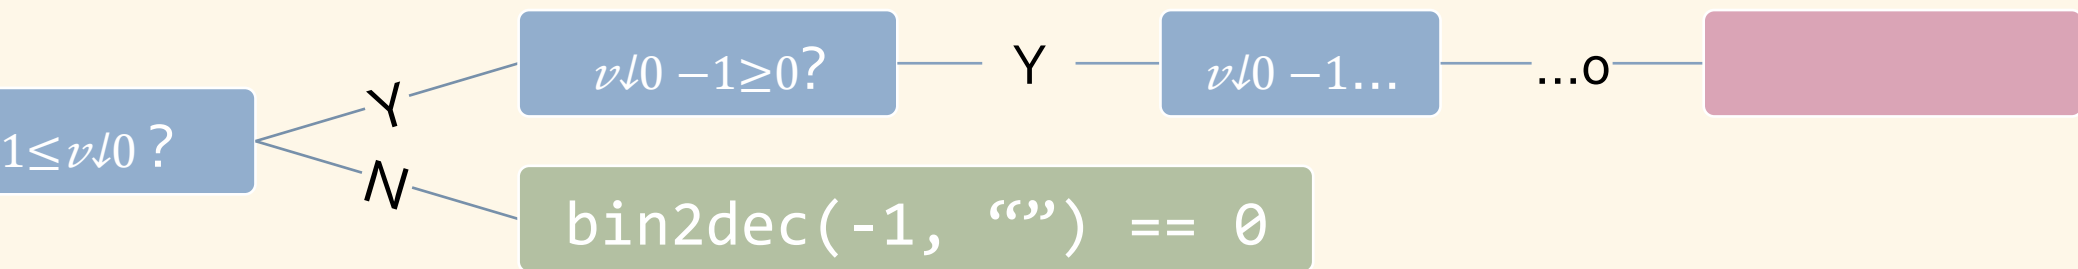 𝑣↓0 −1≥0?
Y
𝑣↓0 −1…
...o
Y
1≤𝑣↓0 ?
N
bin2dec(-1, “”) == 0